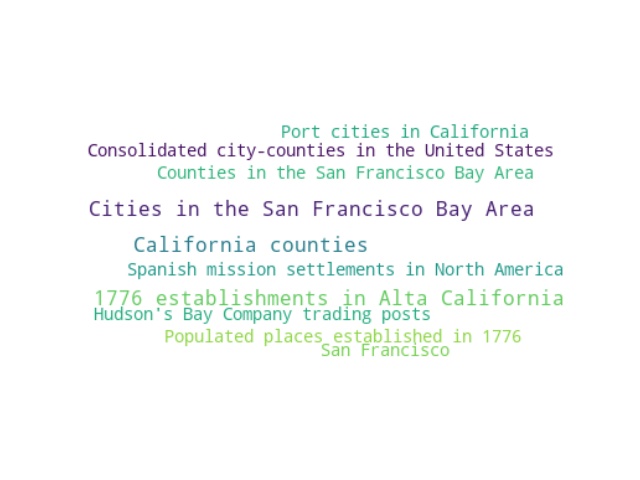 Port cities in California
Consolidated city-counties in the United States
Counties in the San Francisco Bay Area
Cities in the San Francisco Bay Area
California counties
Spanish mission settlements in North America
1776 establishments in Alta California
Hudson's Bay Company trading posts
Populated places established in 1776
San Francisco